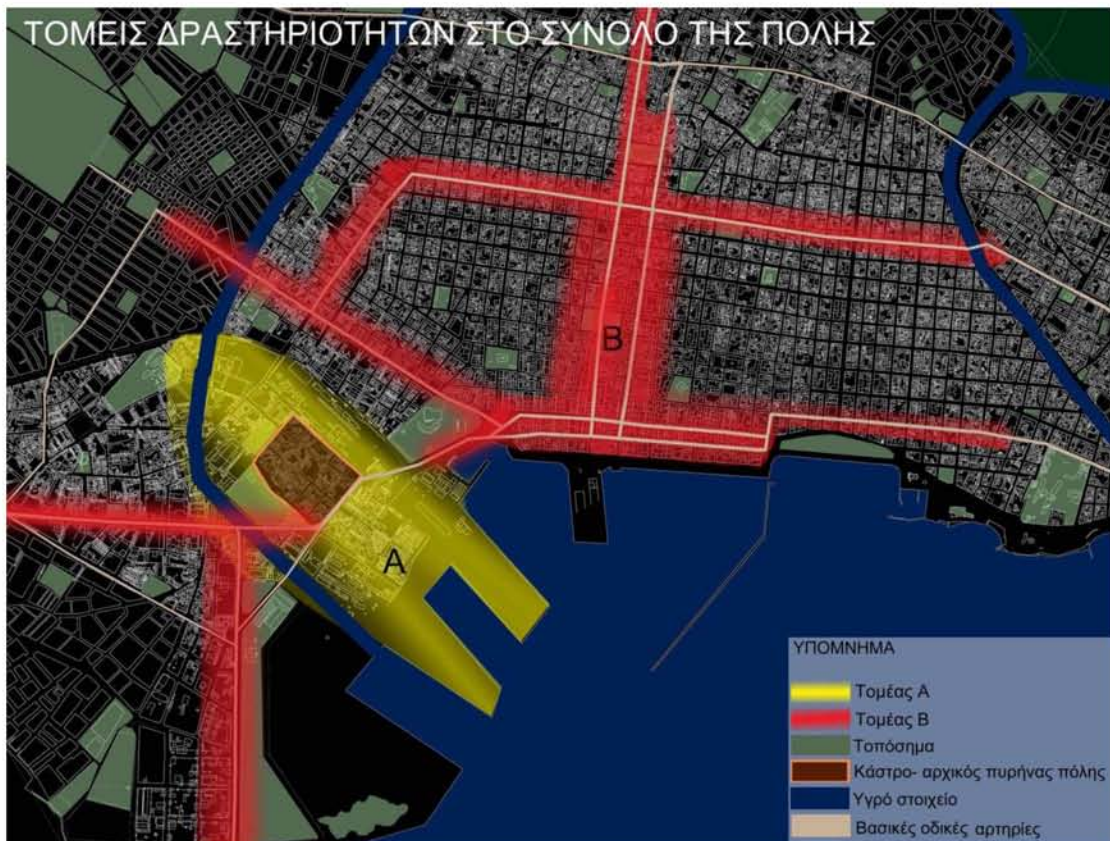 ΤΟΜΕΙΣ ΔΡΑΣΤΗΡΙΟΤΗΤΩΝ ΣΤΟ ΣΥΝΟΛΟ ΤΗΣ ΠΟΛΗΣ
Β
Α
ΥΠΟΜΝΗΜΑ
Τομέας Α
Τομέας Β
Τοπόσημα
Κάστρο- αρχικός πυρήνας πόλης
Υγρό στοιχείο
Βασικές οδικές αρτηρίες